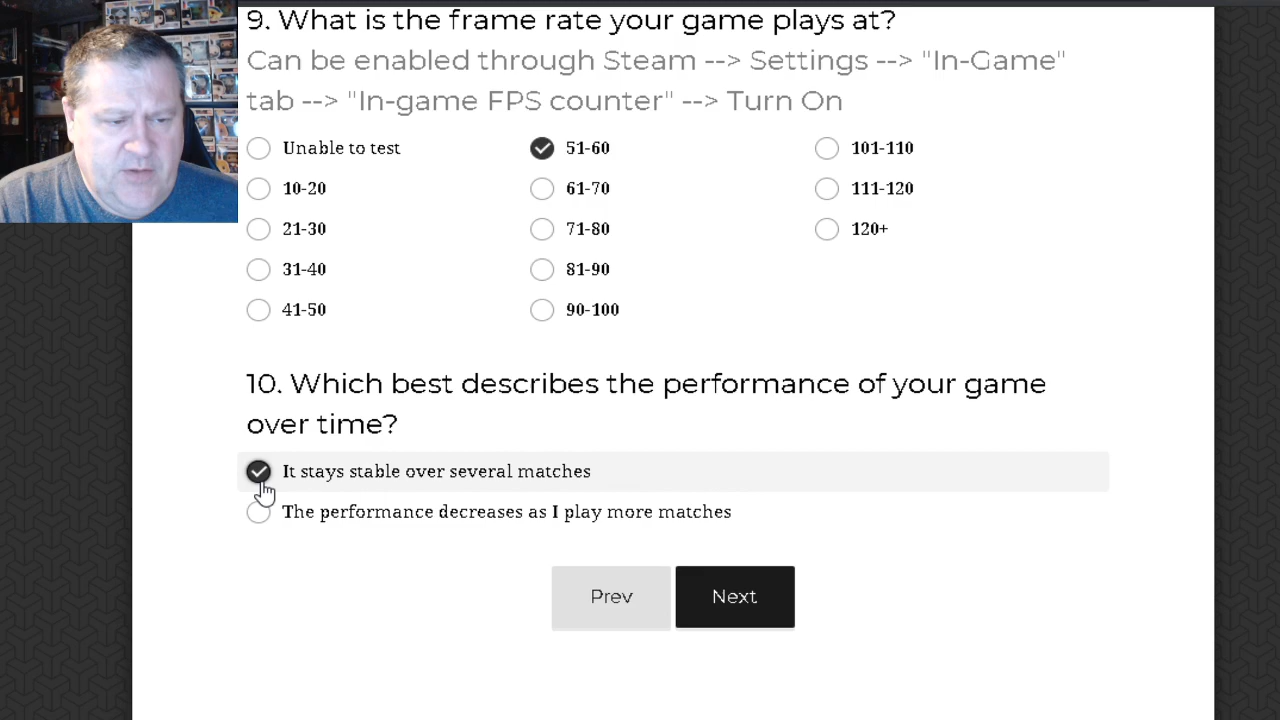 9. What is the frame rate your game plays at?
Can be enabled through Steam --> Settings --> "In-Game"
tab --> "In-game FPS counter" --> Turn On
Unable to test
51-60
101-110
10-20
61-70
111-120
21-30
71-80
120+
31-40
81-90
41-50
90-100
10. Which best describes the performance of your game
over time?
It stays stable over several matches
The performance decreases as I play more matches
Prev
Next